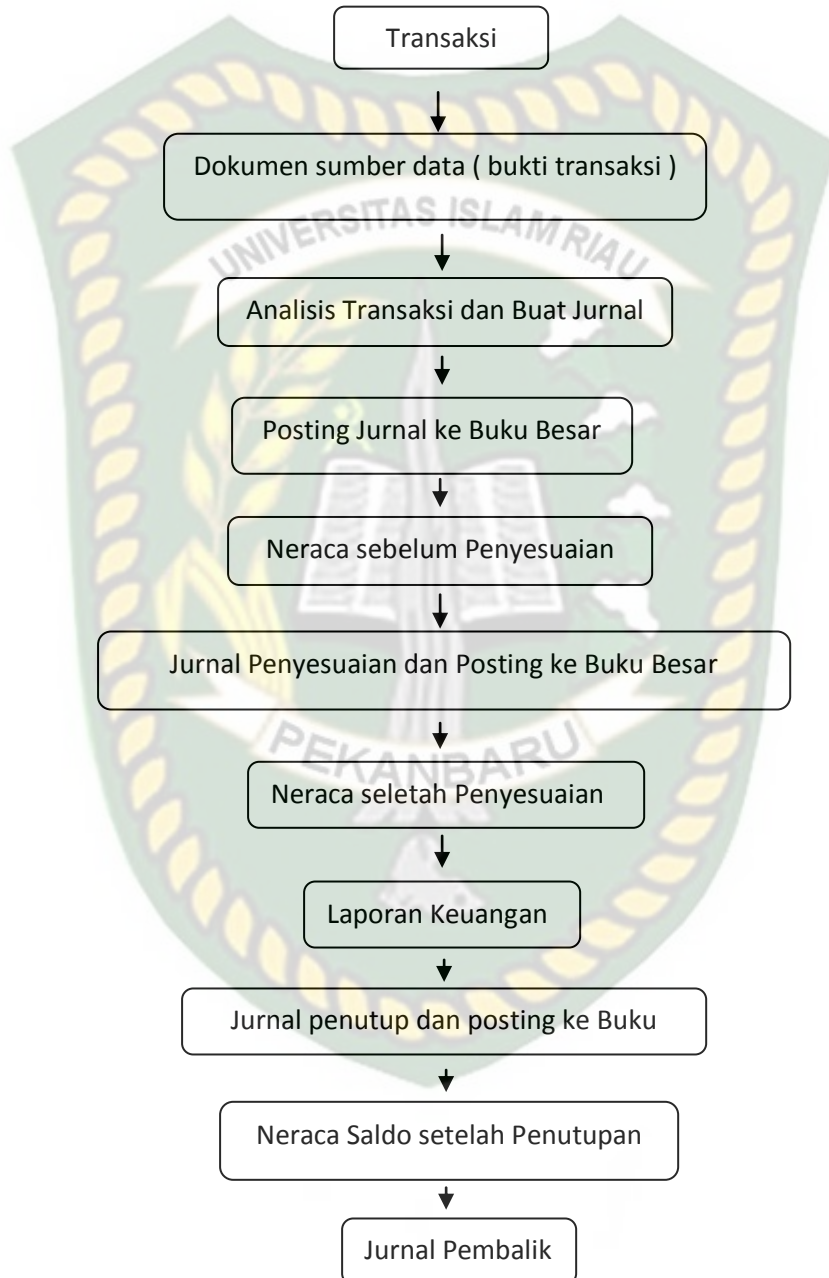 Transaksi
Dokumen sumber data ( bukti transaksi )
UNIVERSITAS ISLAM RIAU
Analisis Transaksi dan Buat Jurnal
Posting Jurnal ke Buku Besar
Neraca sebelum Penyesuaian
Jurnal Penyesuaian dan Posting ke Buku Besar
PEKANBARU
Neraca seletah Penyesuaian
Laporan Keuangan
Jurnal penutup dan posting ke Buku
Neraca Saldo setelah Penutupan
Jurnal Pembalik